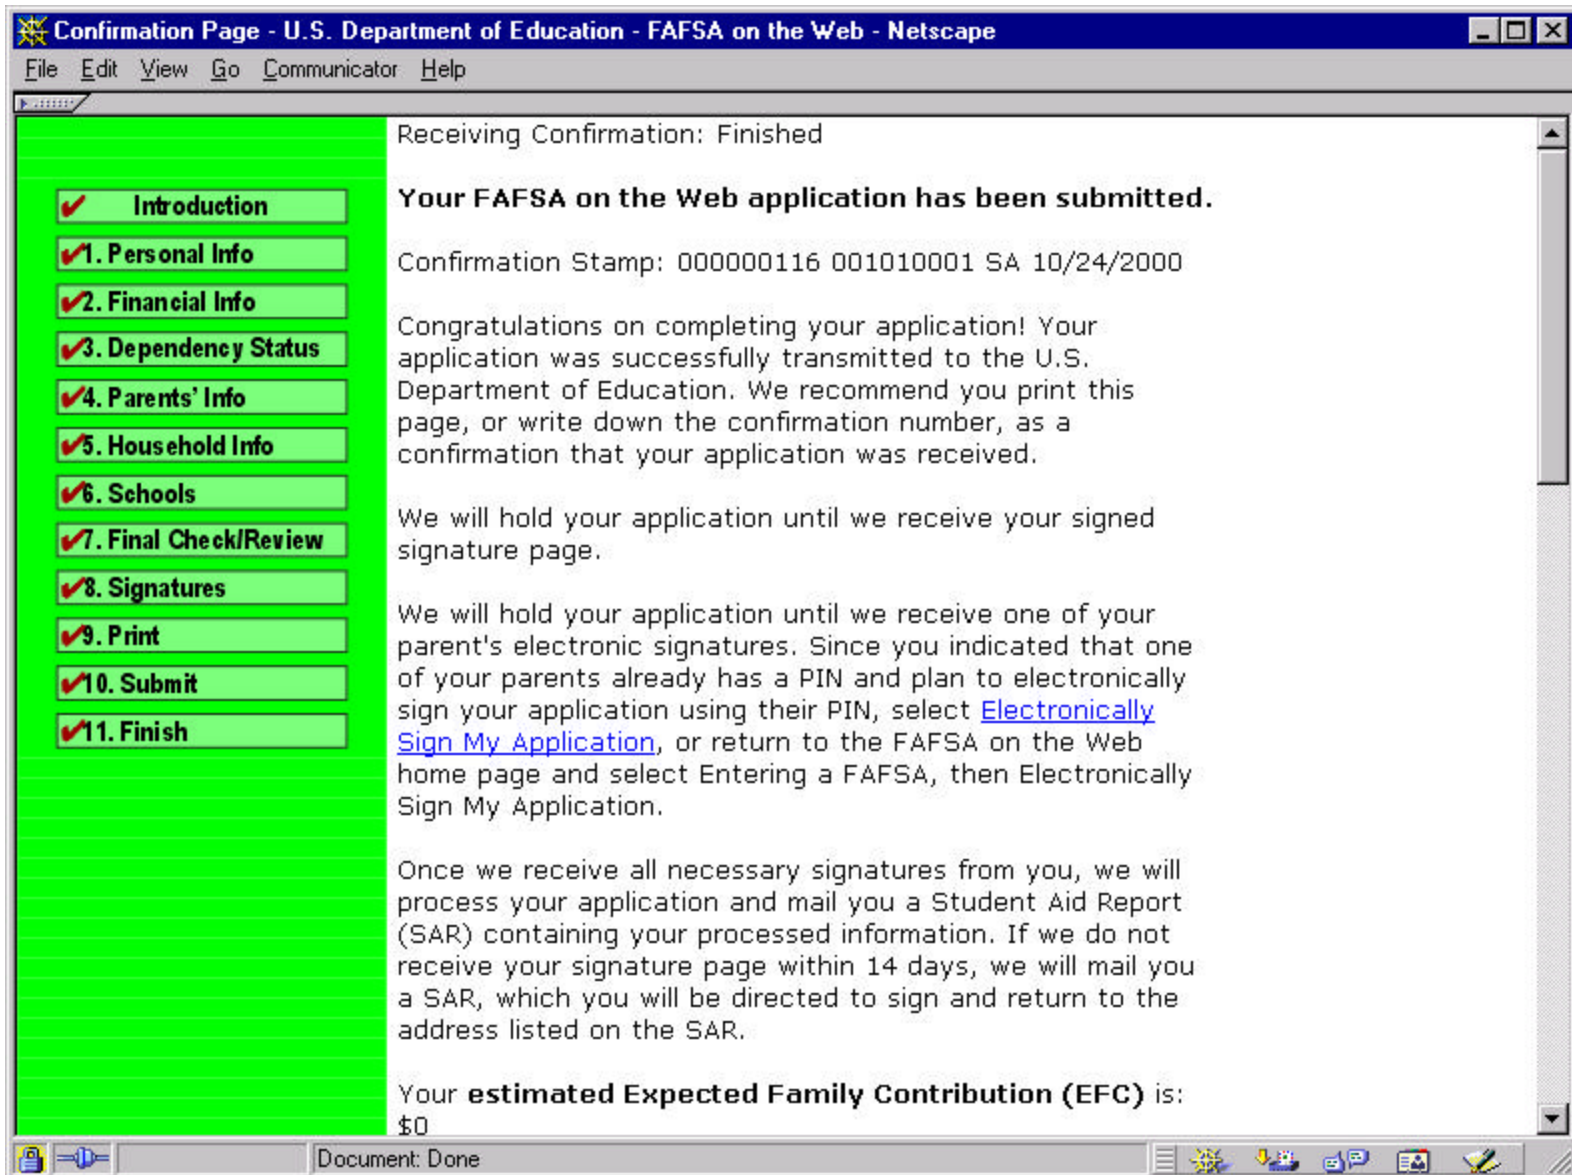 Confirmation Page - U.S. Department of Education - FAFSA on the Web - Netscape
File Edit View Go Communicator Help
Introduction
1. Personal Info
2. Financial Info
3. Dependency Status
4. Parents' Info
5. Household Info
6. Schools
7. Final Check/Review
8. Signatures
9. Print
10. Submit
11. Finish
Receiving Confirmation: Finished
Your FAFSA on the Web application has been submitted.
Confirmation Stamp: 000000116 001010001 SA 10/24/2000
Congratulations on completing your application! Your
application was successfully transmitted to the U.S.
Department of Education. We recommend you print this
page, or write down the confirmation number, as a
confirmation that your application was received.
We will hold your application until we receive your signed
signature page.
We will hold your application until we receive one of your
parent's electronic signatures. Since you indicated that one
of your parents already has a PIN and plan to electronically
sign your application using their PIN, select Electronically
Sign My Application, or return to the FAFSA on the Web
home page and select Entering a FAFSA, then Electronically
Sign My Application.
Once we receive all necessary signatures from you, we will
process your application and mail you a Student Aid Report
(SAR) containing your processed information. If we do not
receive your signature page within 14 days, we will mail you
a SAR, which you will be directed to sign and return to the
address listed on the SAR.
Your estimated Expected Family Contribution (EFC) is:
$0
Document: Done